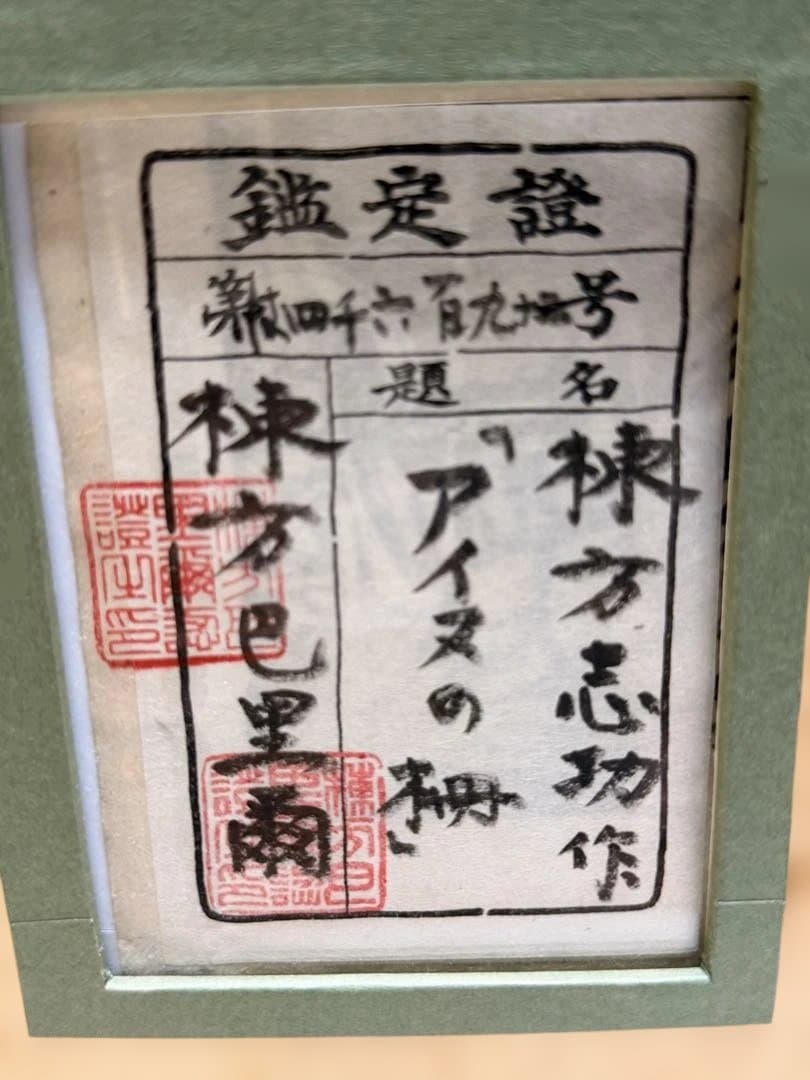 鑑定證
第 四千六百九 号
題名
棟方志功作
「アイヌの柵」
棟方巴里爾